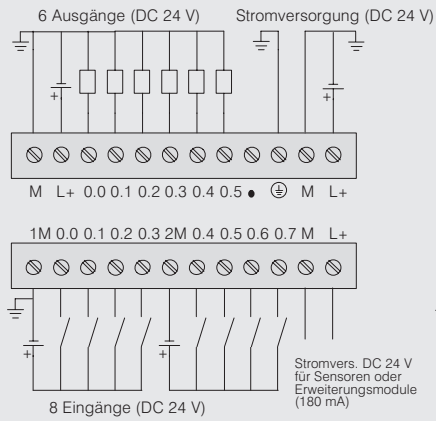 6 Ausgänge (DC 24 V) Stromversorgung (DC 24 V)
+ +
M L+ 0.0 0.1 0.2 0.3 0.4 0.5 • M L+
1M 0.0 0.1 0.2 0.3 2M 0.4 0.5 0.6 0.7 M L+
+ +
Stromvers. DC 24 V
für Sensoren oder
Erweiterungsmodule
(180 mA)
8 Eingänge (DC 24 V)